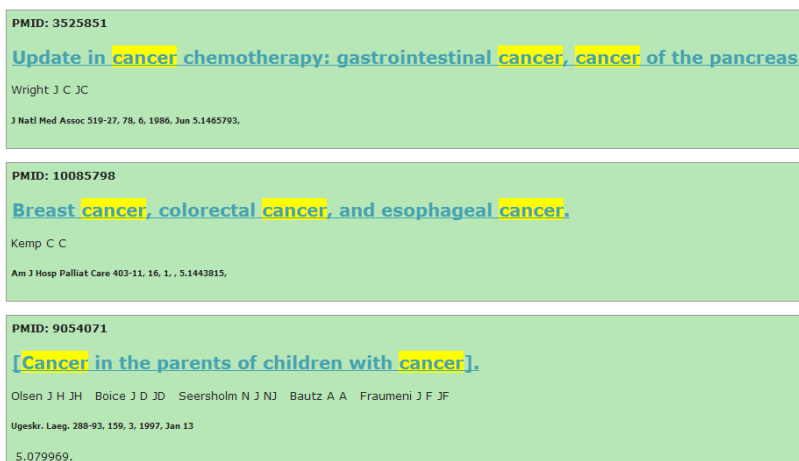 PMID: 3525851
Update in cancer chemotherapy: gastrointestinal cancer, cancer of the pancreas
Wright J C JC
J Natl Med Assoc 519-27, 78, 6, 1986, Jun 5.1465793,
PMID: 10085798
Breast cancer, colorectal cancer, and esophageal cancer.
Kemp C C
Am J Hosp Palliat Care 403-11, 16, 1, , 5.1443815,
PMID: 9054071
[Cancer in the parents of children with cancer].
Olsen J H JH Boice J D JD Seersholm N J NJ Bautz A A Fraumeni J F JF
Ugeskr. Laeg. 288-93, 159, 3, 1997, Jan 13
5.079969,